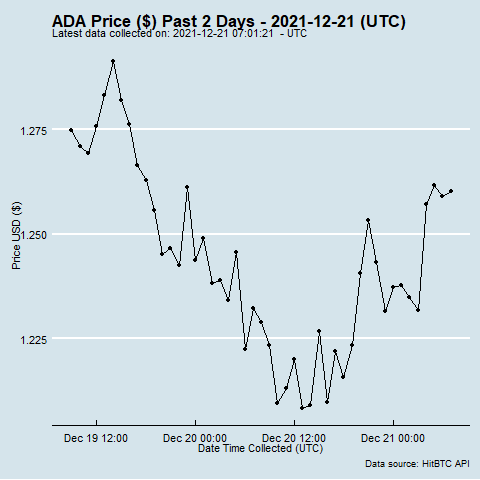 ADA Price ($) Past 2 Days - 2021-12-21 (UTC)
Latest data collected on: 2021-12-21 07:01:21  - UTC
1.275
1.250
1.225
Price USD ($)
Dec 19 12:00 Dec 20 00:00 Dec 20 12:00 Dec 21 00:00
Date Time Collected (UTC)
Data source: HitBTC API